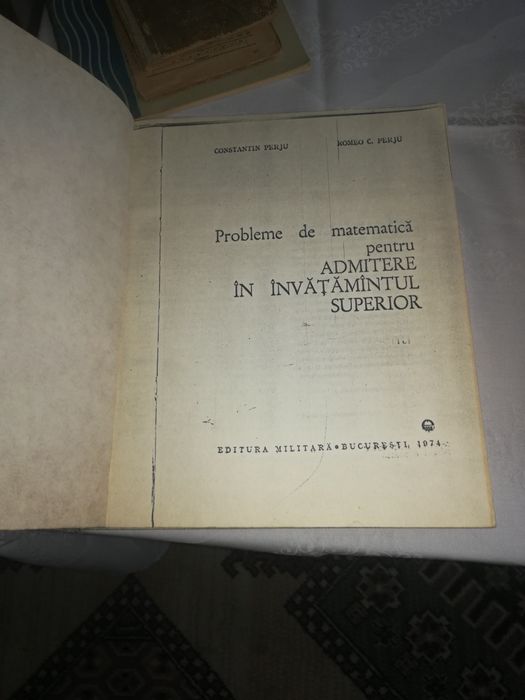 CONSTANTIN PERJU
ROMEO C. PERJU
Probleme de matematică
pentru
ADMITERE
ÎN ÎNVĂȚĂMÎNTUL
SUPERIOR
EDITURA MILITARĂ • BUCUREȘTI, 1974